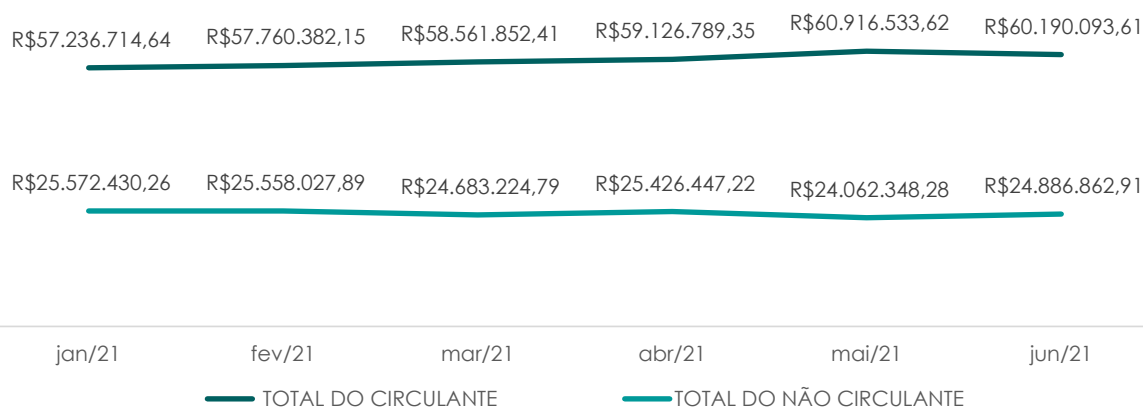 R$57.236.714,64 R$57.760.382,15 R$58.561.852,41 R$59.126.789,35 R$60.916.533,62 R$60.190.093,61
R$25.572.430,26 R$25.558.027,89 R$24.683.224,79 R$25.426.447,22 R$24.062.348,28 R$24.886.862,91
jan/21 fev/21 mar/21 abr/21 mai/21 jun/21
TOTAL DO CIRCULANTE TOTAL DO NÃO CIRCULANTE